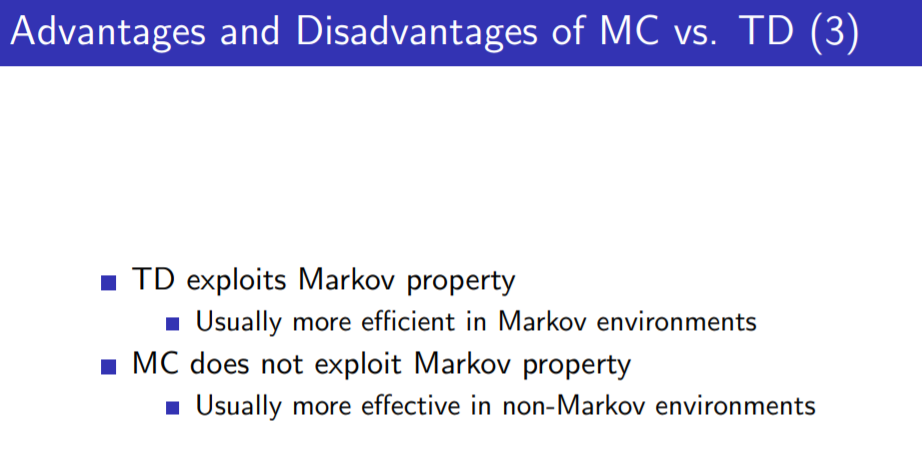 Advantages and Disadvantages of MC vs. TD (3)
TD exploits Markov property
Usually more efficient in Markov environments
MC does not exploit Markov property
Usually more effective in non-Markov environments